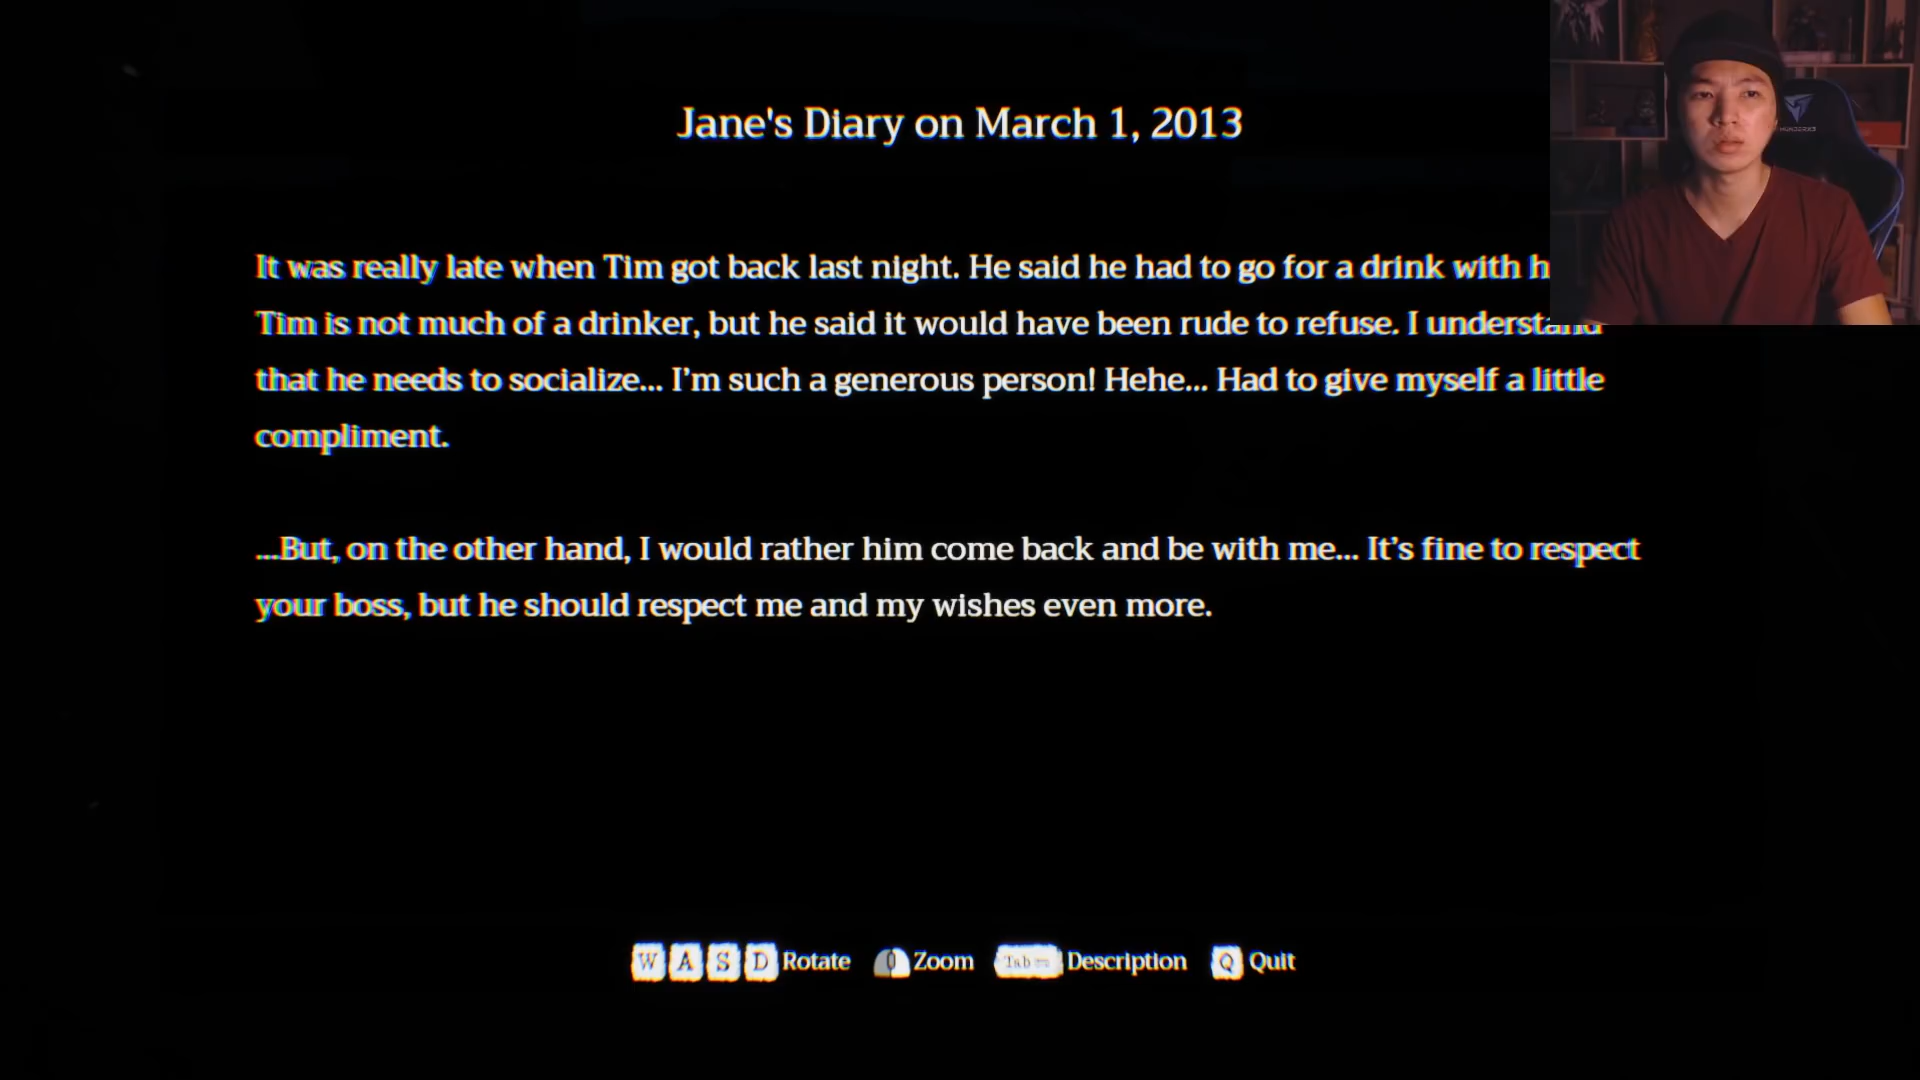 Jane's Diary on March 1, 2013
It was really late when Tim got back last night. He said he had to go for a drink with
Tim is not much of a drinker, but he said it would have been rude to refuse. I understand
that he needs to socialize... I'm such a generous person! Hehe... Had to give myself a little
compliment.
...But, on the other hand, I would rather him come back and be with me... It's fine to respect
your boss, but he should respect me and my wishes even more.
W A S D Rotate Zoom Tab Description Q Quit